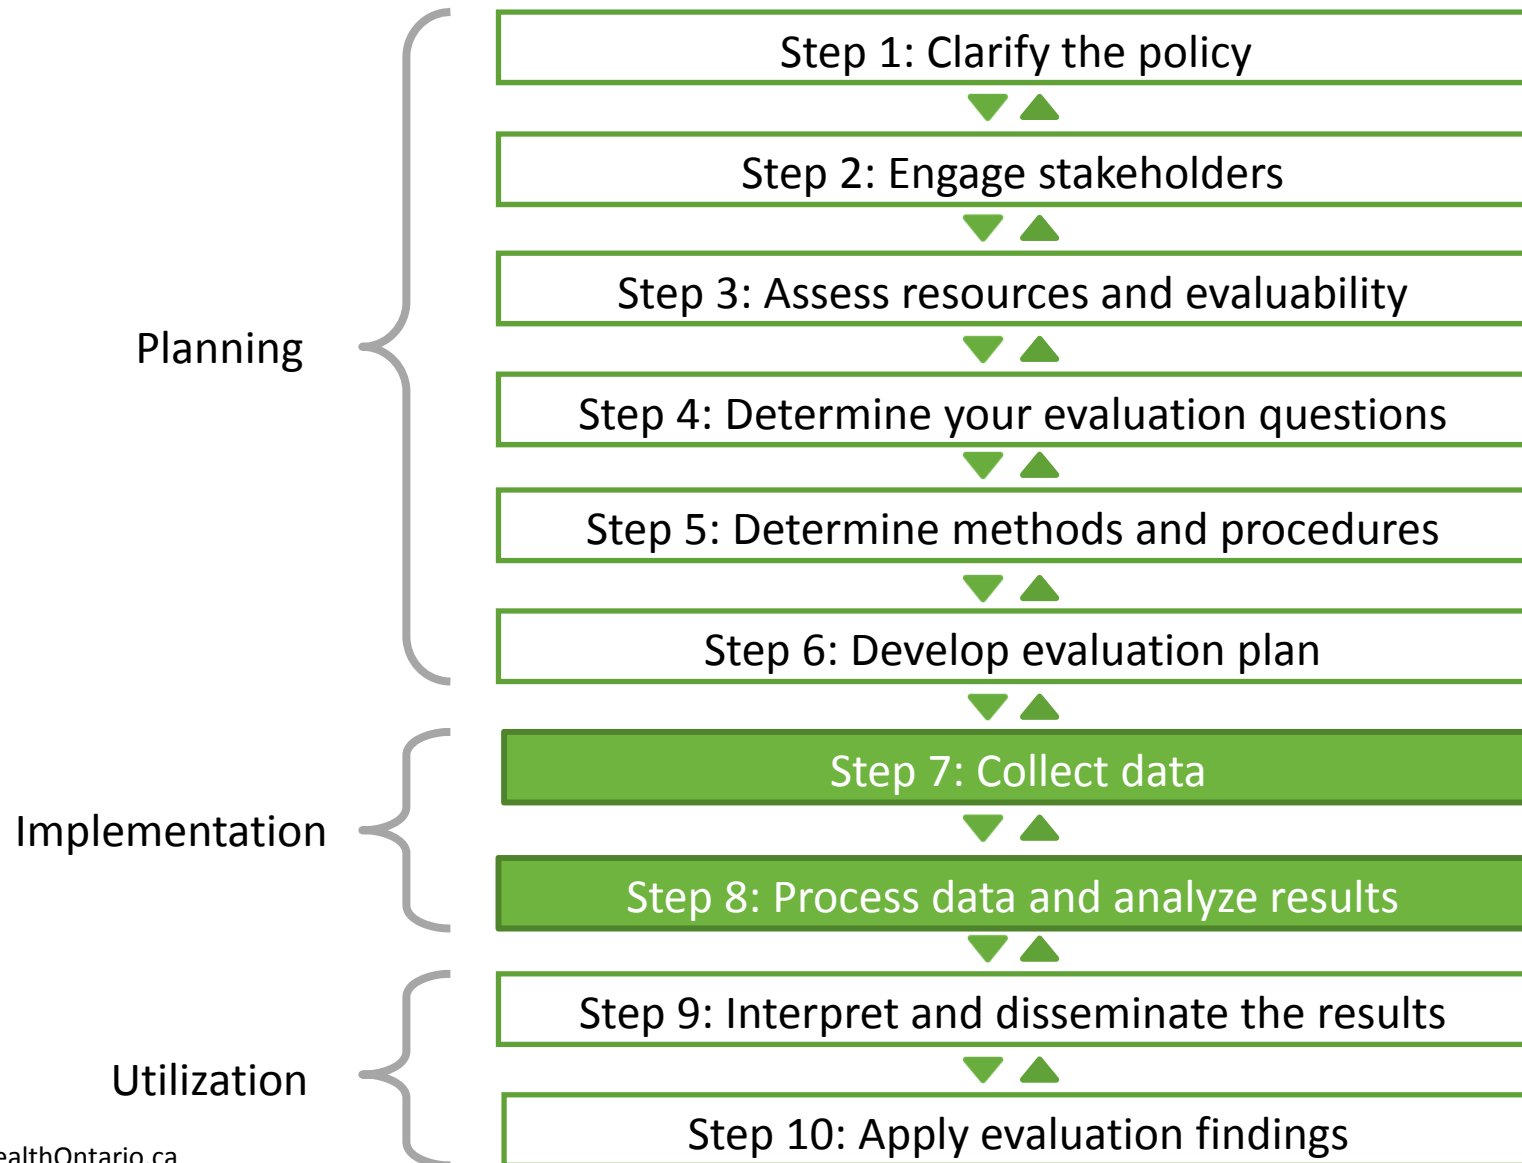 Step 1: Clarify the policy
Step 2: Engage stakeholders
Step 3: Assess resources and evaluability
Planning
Step 4: Determine your evaluation questions
Step 5: Determine methods and procedures
Step 6: Develop evaluation plan
Step 7: Collect data
Implementation
Step 8: Process data and analyze results
Step 9: Interpret and disseminate the results
Utilization
Step 10: Apply evaluation findings
ealthOntario.ca